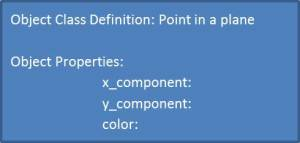 Object Class Definition: Point in a plane
Object Properties:
x_component:
y_component:
color: